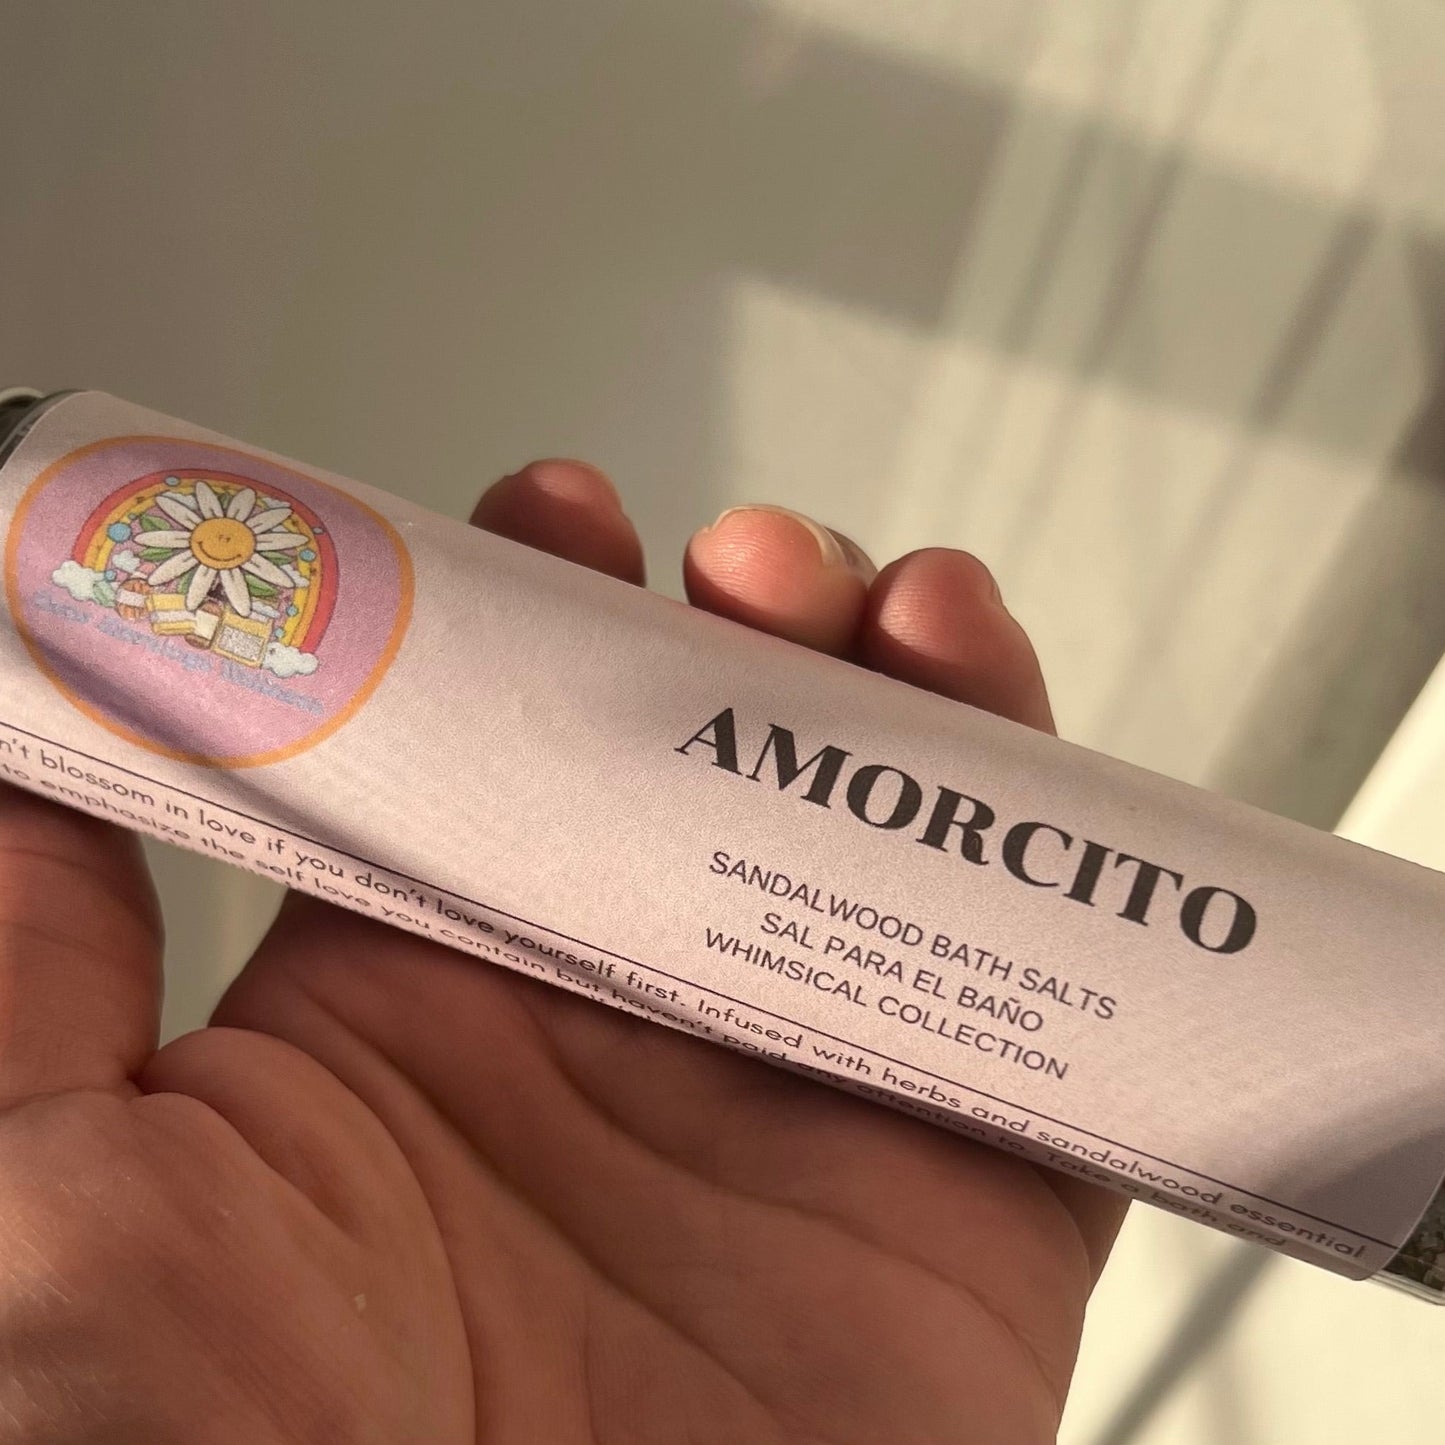 AMORCITO
SANDALWOOD BATH SALTS
SAL PARA EL BAÑO
WHIMSICAL COLLECTION
n't blossom in love if you don't love yourself first. Infused with herbs and sandalwood essential
to emphasize the self love you contain but haven't paid any attention to. Take a bath and